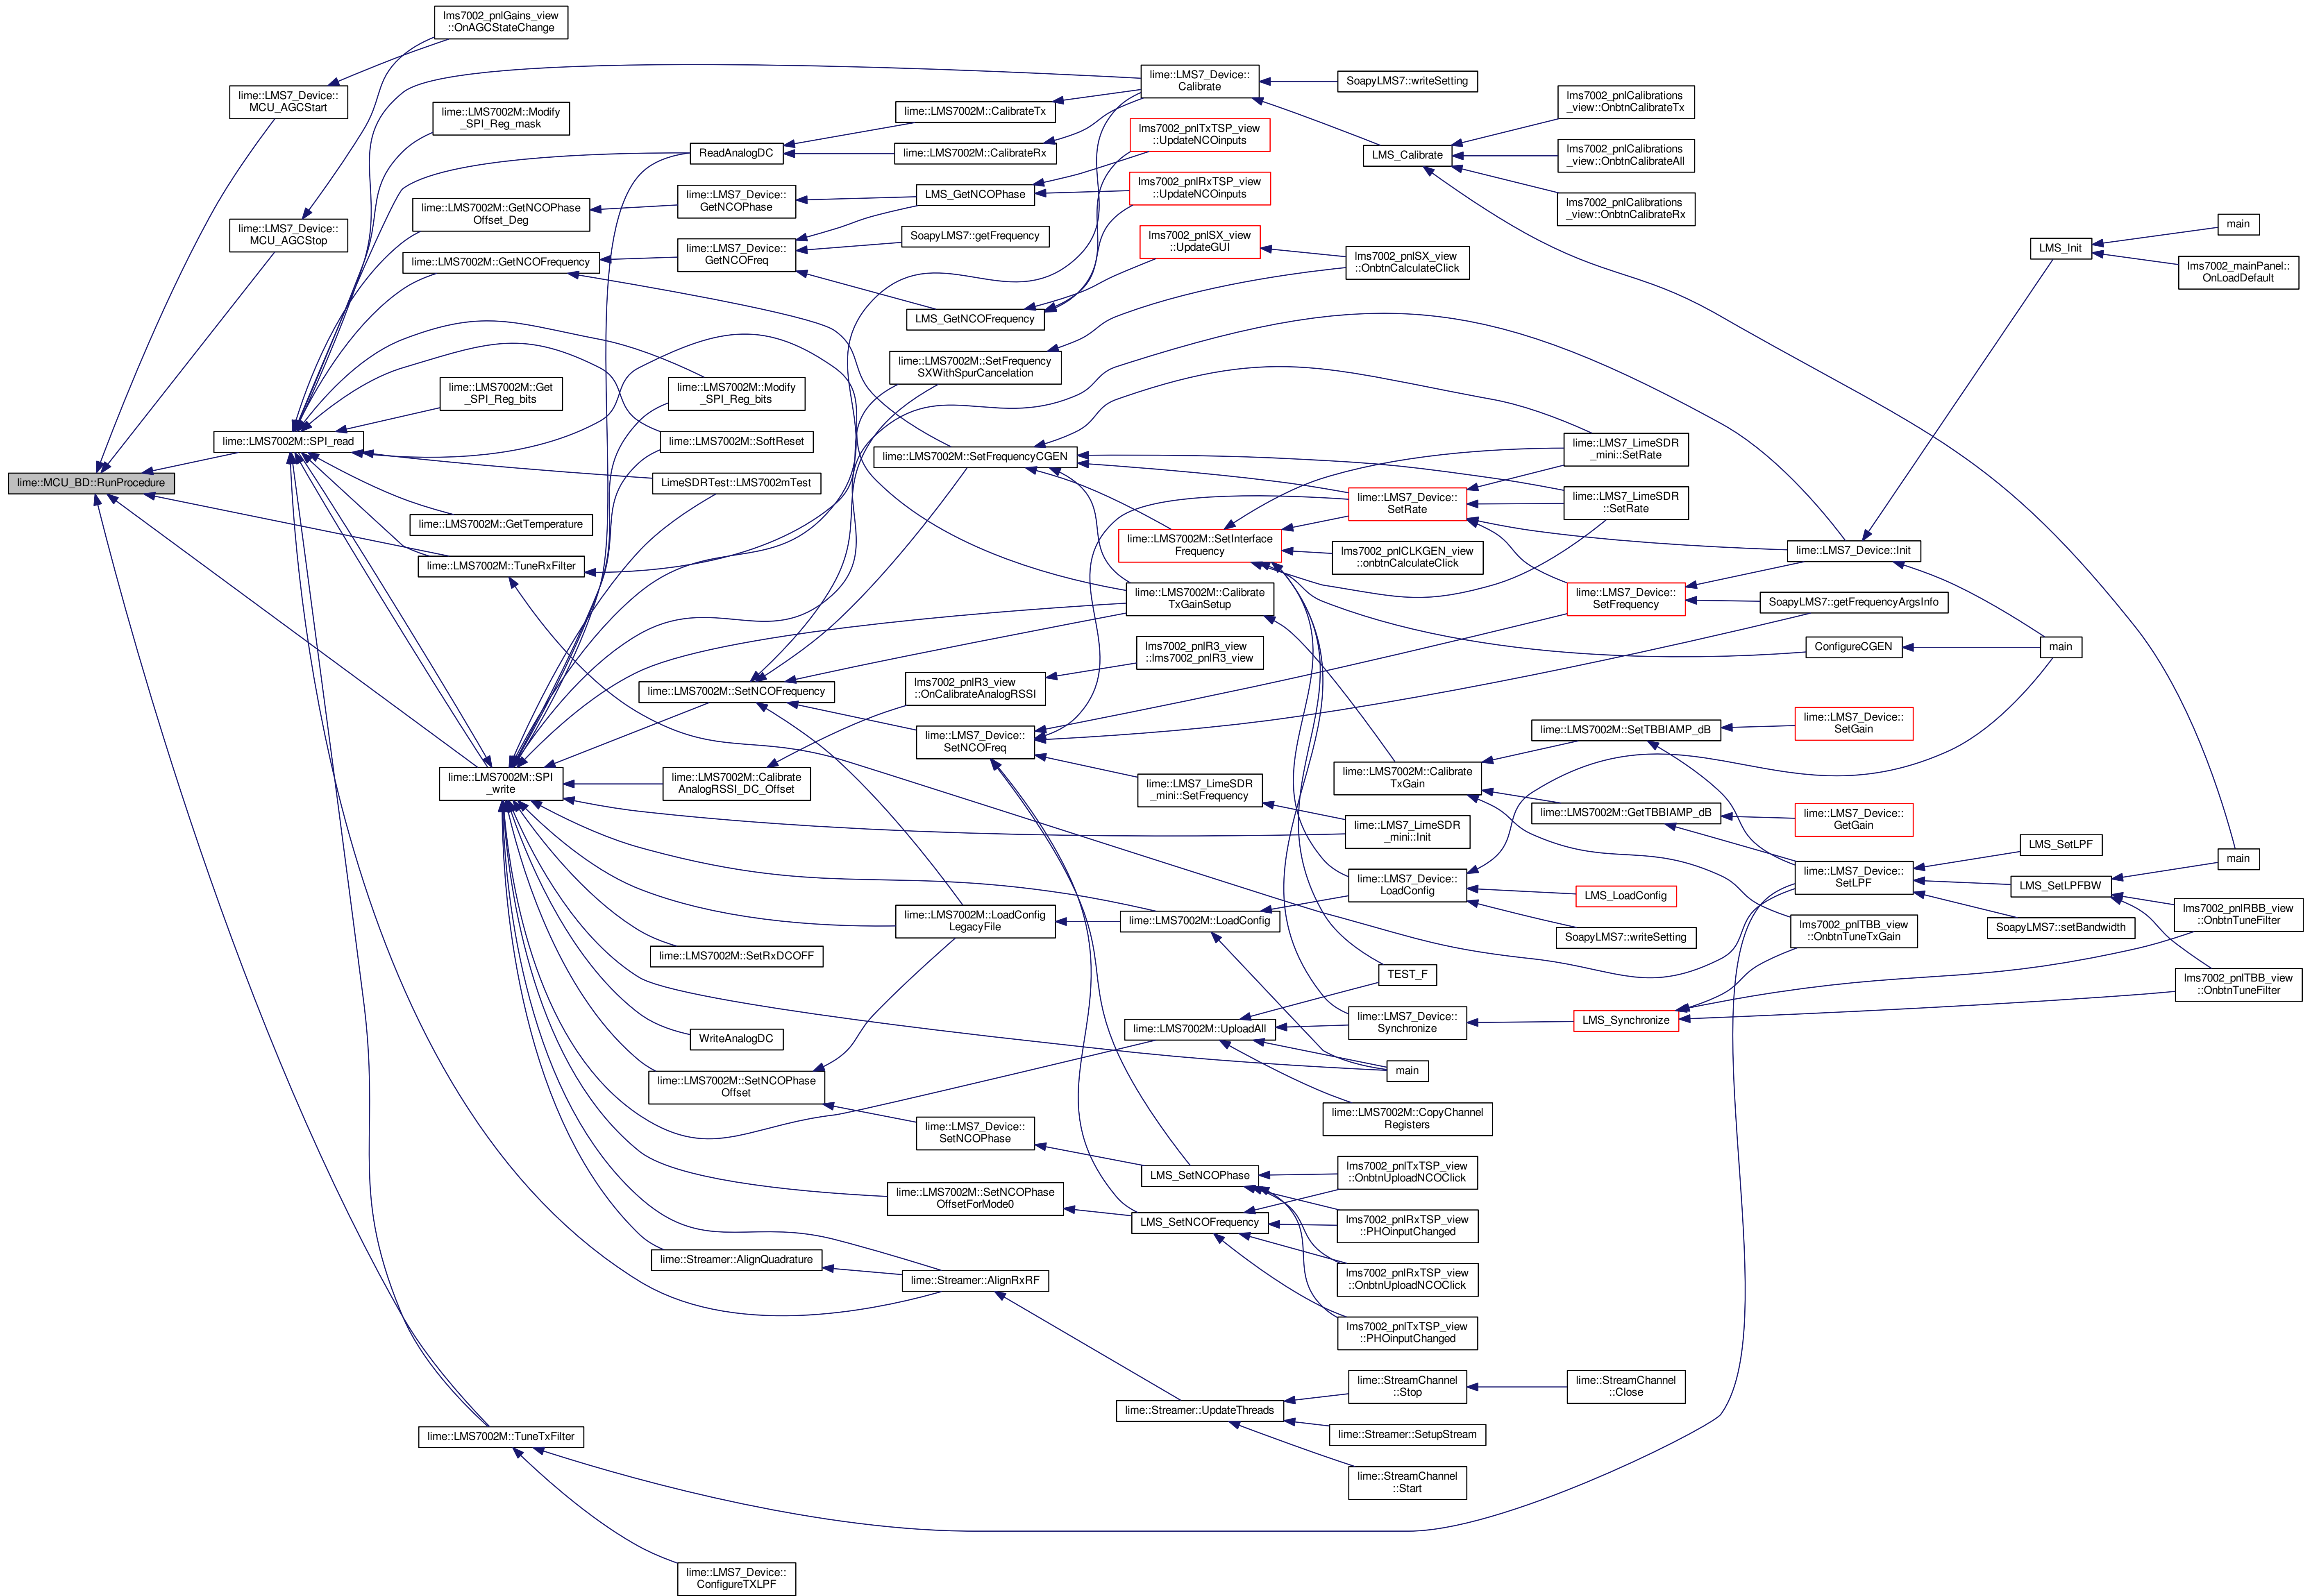 lime::MCU_BD::RunProcedure
lime::LMS7_Device::
MCU_AGCStart
lime::LMS7_Device::
MCU_AGCStop
lime::LMS7002M::SPI_read
lms7002_pnlGains_view
::OnAGCStateChange
lime::LMS7002M::Modify
_SPI_Reg_mask
lime::LMS7002M::GetNCOPhase
Offset_Deg
lime::LMS7002M::GetNCOFrequency
lime::LMS7002M::Get
_SPI_Reg_bits
lime::LMS7002M::GetTemperature
lime::LMS7002M::TuneRxFilter
lime::LMS7002M::SPI
_write
lime::LMS7002M::TuneTxFilter
ReadAnalogDC
lime::LMS7_Device::
GetNCOPhase
lime::LMS7_Device::
GetNCOFreq
lime::LMS7002M::Modify
_SPI_Reg_bits
lime::LMS7002M::SoftReset
LimeSDRTest::LMS7002mTest
lime::LMS7002M::SetNCOFrequency
lime::LMS7002M::Calibrate
AnalogRSSI_DC_Offset
lime::LMS7002M::SetRxDCOFF
WriteAnalogDC
lime::LMS7002M::SetNCOPhase
Offset
lime::Streamer::AlignQuadrature
lime::LMS7_Device::
ConfigureTXLPF
lime::LMS7002M::CalibrateTx
lime::LMS7002M::CalibrateRx
LMS_GetNCOPhase
SoapyLMS7::getFrequency
LMS_GetNCOFrequency
lime::LMS7002M::SetFrequency
SXWithSpurCancelation
lime::LMS7002M::SetFrequencyCGEN
lms7002_pnlR3_view
::OnCalibrateAnalogRSSI
lime::LMS7_Device::
SetNCOFreq
lime::LMS7002M::LoadConfig
LegacyFile
lime::LMS7_Device::
SetNCOPhase
lime::LMS7002M::SetNCOPhase
OffsetForMode0
lime::Streamer::AlignRxRF
lime::LMS7_Device::
Calibrate
lms7002_pnlTxTSP_view
::UpdateNCOinputs
lms7002_pnlRxTSP_view
::UpdateNCOinputs
lms7002_pnlSX_view
::UpdateGUI
lime::LMS7002M::SetInterface
Frequency
lime::LMS7002M::Calibrate
TxGainSetup
lms7002_pnlR3_view
::lms7002_pnlR3_view
lime::LMS7_LimeSDR
_mini::SetFrequency
lime::LMS7002M::LoadConfig
lime::LMS7002M::UploadAll
LMS_SetNCOPhase
LMS_SetNCOFrequency
lime::Streamer::UpdateThreads
SoapyLMS7::writeSetting
LMS_Calibrate
lms7002_pnlSX_view
::OnbtnCalculateClick
lime::LMS7_Device::
SetRate
lms7002_pnlCLKGEN_view
::onbtnCalculateClick
lime::LMS7002M::Calibrate
TxGain
lime::LMS7_LimeSDR
_mini::Init
lime::LMS7_Device::
LoadConfig
TEST_F
lime::LMS7_Device::
Synchronize
main
lime::LMS7002M::CopyChannel
Registers
lms7002_pnlTxTSP_view
::OnbtnUploadNCOClick
lms7002_pnlRxTSP_view
::PHOinputChanged
lms7002_pnlRxTSP_view
::OnbtnUploadNCOClick
lms7002_pnlTxTSP_view
::PHOinputChanged
lime::StreamChannel
::Stop
lime::Streamer::SetupStream
lime::StreamChannel
::Start
lms7002_pnlCalibrations
_view::OnbtnCalibrateTx
lms7002_pnlCalibrations
_view::OnbtnCalibrateAll
lms7002_pnlCalibrations
_view::OnbtnCalibrateRx
lime::LMS7_LimeSDR
_mini::SetRate
lime::LMS7_LimeSDR
::SetRate
lime::LMS7_Device::
SetFrequency
lime::LMS7002M::SetTBBIAMP_dB
lime::LMS7002M::GetTBBIAMP_dB
LMS_LoadConfig
SoapyLMS7::writeSetting
LMS_Synchronize
lime::StreamChannel
::Close
lime::LMS7_Device::Init
SoapyLMS7::getFrequencyArgsInfo
ConfigureCGEN
lime::LMS7_Device::
SetGain
lime::LMS7_Device::
GetGain
lime::LMS7_Device::
SetLPF
lms7002_pnlTBB_view
::OnbtnTuneTxGain
LMS_Init
main
LMS_SetLPF
LMS_SetLPFBW
SoapyLMS7::setBandwidth
main
lms7002_mainPanel::
OnLoadDefault
main
lms7002_pnlRBB_view
::OnbtnTuneFilter
lms7002_pnlTBB_view
::OnbtnTuneFilter